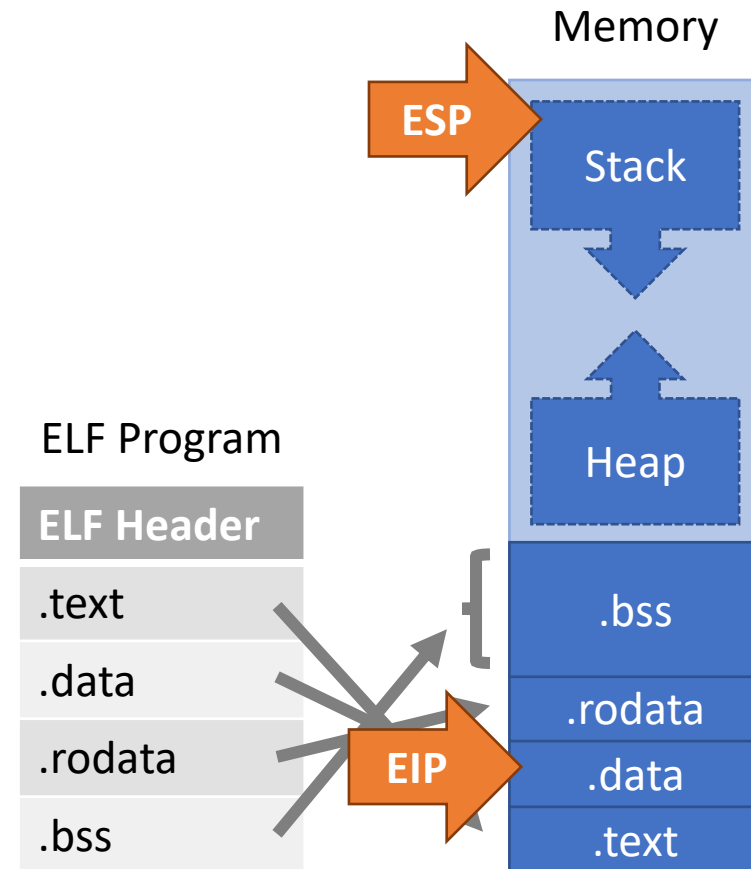 Memory
ESP
Stack
Heap
ELF Program
ELF Header
.text
.data
.rodata
.bss
EIP
.bss
.rodata
.data
.text